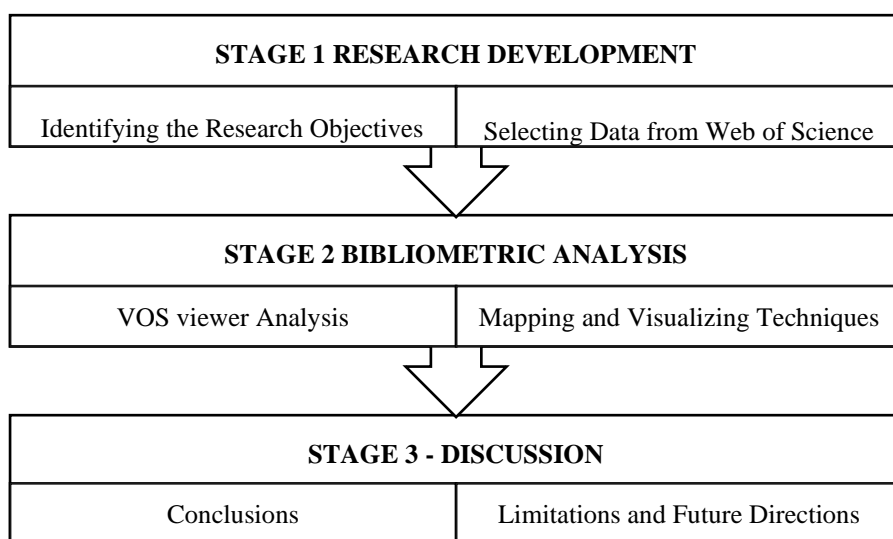 STAGE 1 RESEARCH DEVELOPMENT
Identifying the Research Objectives
Selecting Data from Web of Science
STAGE 2 BIBLIOMETRIC ANALYSIS
VOS viewer Analysis
Mapping and Visualizing Techniques
STAGE 3 - DISCUSSION
Conclusions
Limitations and Future Directions